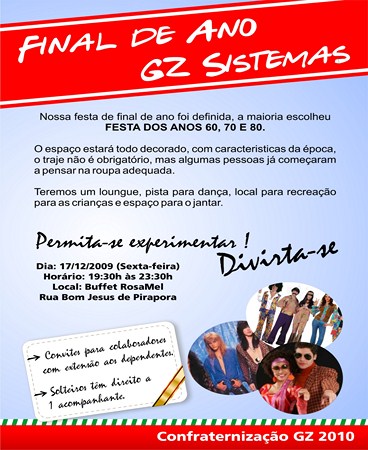 FINAL DE ANO
GZ SISTEMAS
Nossa festa de final de ano foi definida, a maioria escolheu
FESTA DOS ANOS 60, 70 E 80.
O espaço estará todo decorado, com caracteristicas da época,
o traje não é obrigatório, mas algumas pessoas já começaram
a pensar na roupa adequada.
Teremos um loungue, pista para dança, local para recreação
para as crianças e espaço para o jantar.
Permita-se experimentar !
Divirta-se
Dia: 17/12/2009 (Sexta-feira)
Horário: 19:30h às 23:30h
Local: Buffet RosaMel
Rua Bom Jesus de Pirapora
Convites para colaboradores
com extensão aos dependentes.
Solteiros têm direito a
1 acompanhante.
Confraternização GZ 2010